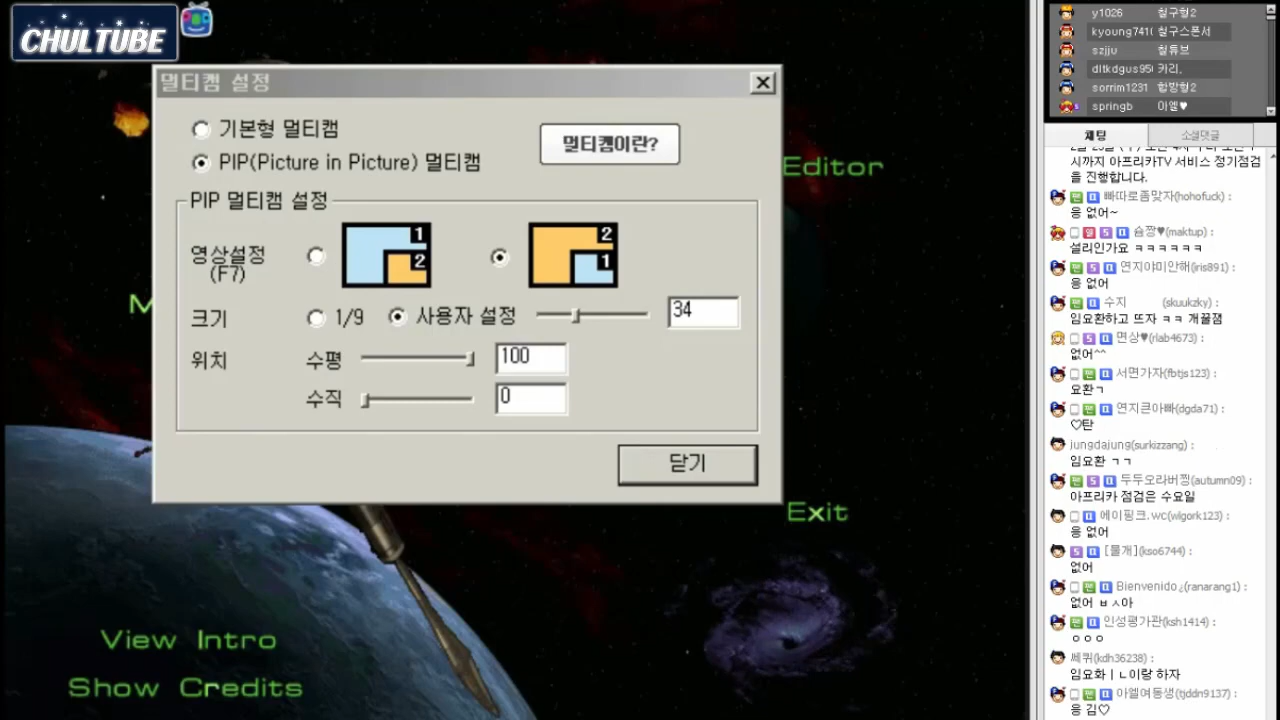 CHULTUBE
멀티캠 설정
기본형 멀티캠
PIP(Picture in Picture) 멀티캠
멀티캠이란?
PIP 멀티캠 설정
영상설정
(F7)
1
2
2
1
크기
1/9
사용자 설정
34
위치
수평
100
수직
0
닫기
Editor
M
Exit
View Intro
Show Credits
y1026 칠구형2
kyoung741( 칠구스폰서
szjju 철튜브
dltkdgus95( 카리.
sorrim1231 합방형2
springb 아엘♥
채팅
소셜댓글
시까지 아프리카TV 서비스 정기점검
을 진행합니다.
빠따로좀맞자(hohofuck) :
응 없어~
슘짱♥(maktup) :
설리인가요 ㅋㅋㅋㅋㅋㅋ
연지야미안해(iris891) :
응 없어
수지 (skuukzky) :
임요환하고 뜨자 ㅋㅋ 개꿀잼
면상♥(rlab4673) :
없어^^
서면가자(fbtjs123) :
요환ㄱ
연지큰아빠(dgda71) :
♡탄
jungdajung(surkizzang) :
임요환 ㄱㄱ
두두오라버찡(autumn09) :
아프리카 점검은 수요일
에이핑크.wc(wlgork123) :
응 없어
[물개](kso6744) :
없어
Bienvenido¿(ranarang1) :
없어 ㅂㅅ아
인성평가관(ksh1414) :
ㅇㅇㅇ
쎄퀴(kdh36238) :
임요화ㅣㄴ이랑 하자
아엘여동생(tjddn9137) :
응 김♡